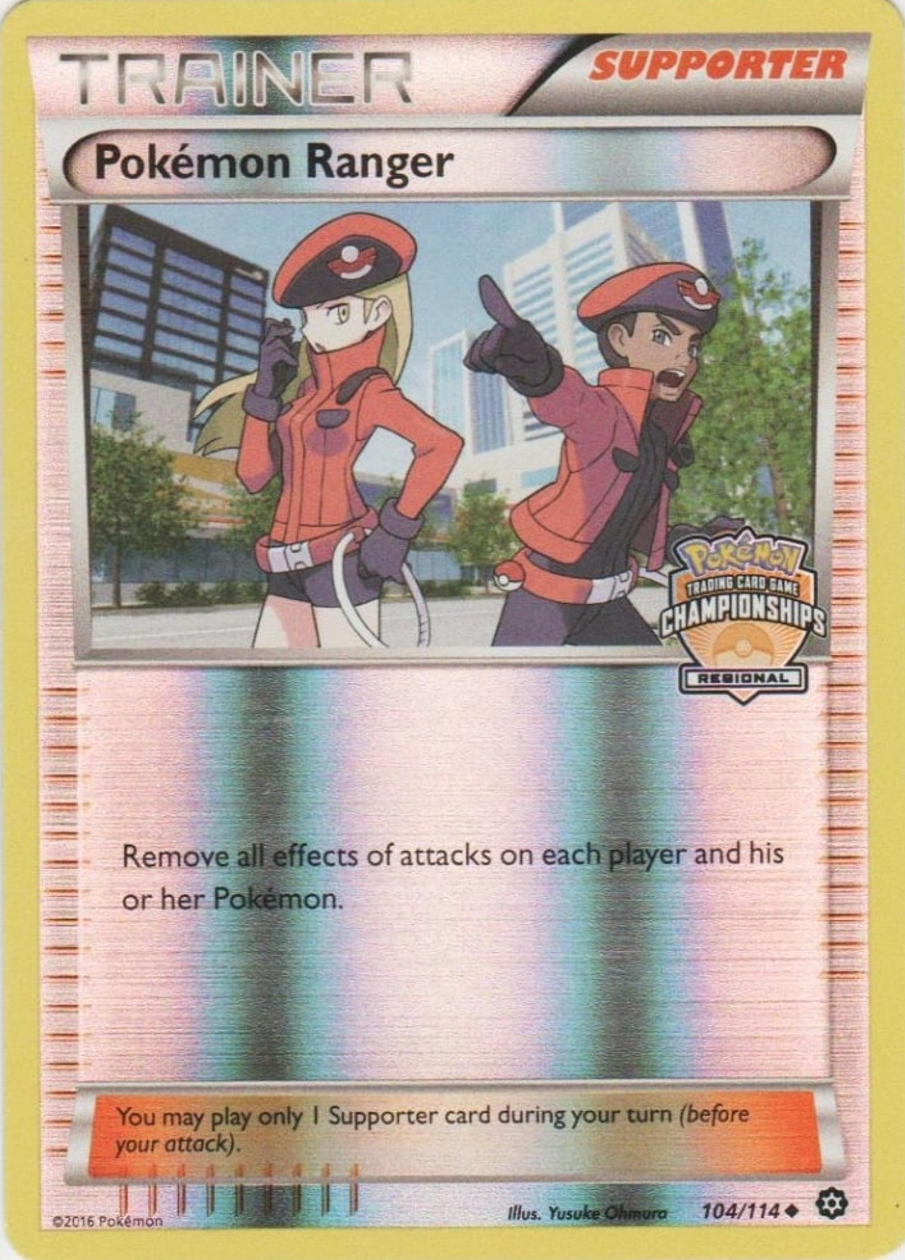 TRAINER
SUPPORTER
Pokémon Ranger
POKéMON
TRADING CARD GAME
CHAMPIONSHIPS
REGIONAL
Remove all effects of attacks on each player and his
or her Pokémon.
You may play only 1 Supporter card during your turn (before
your attack).
©2016 Pokémon
Illus. Yusuke Ohmura
104/114